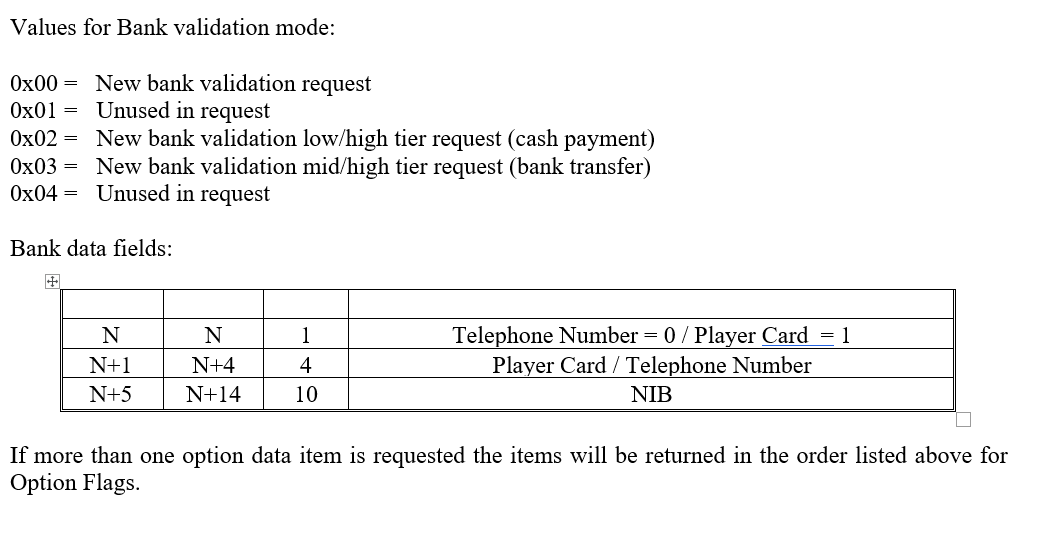 Values for Bank validation mode:
0x00 = New bank validation request
0x01 = Unused in request
0x02 = New bank validation low/high tier request (cash payment)
0x03 = New bank validation mid/high tier request (bank transfer)
0x04 = Unused in request
Bank data fields:
N N 1 Telephone Number = 0 / Player Card = 1
N+1 N+4 4 Player Card / Telephone Number
N+5 N+14 10 NIB
If more than one option data item is requested the items will be returned in the order listed above for
Option Flags.